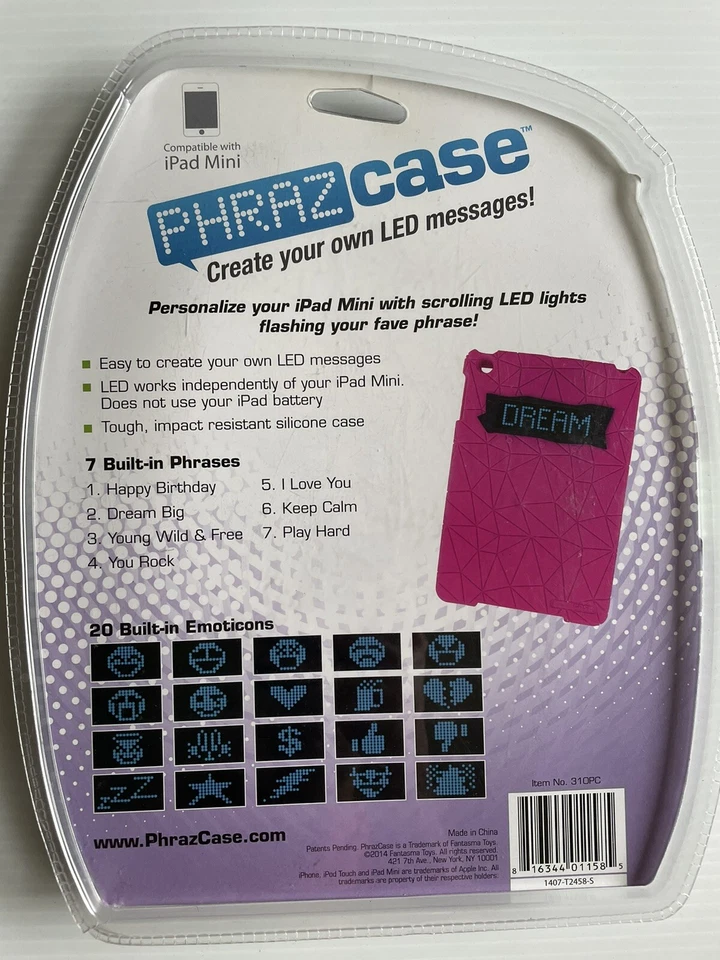 Compatible with
iPad Mini
PHRAZCase™
Create your own LED messages!
Personalize your iPad Mini with scrolling LED lights
flashing your fave phrase!
Easy to create your own LED messages
LED works independently of your iPad Mini.
Does not use your iPad battery
Tough, impact resistant silicone case
DREAM
7 Built-in Phrases
1. Happy Birthday
2. Dream Big
3. Young Wild & Free
4. You Rock
5. I Love You
6. Keep Calm
7. Play Hard
20 Built-in Emoticons
$
zZZ
www.PhrazCase.com
Made in China
Patents Pending. PhrazCase is a Trademark of Fantasma Toys.
©2014 Fantasma Toys. All rights reserved.
421 7th Ave., New York, NY 10001
iPhone, iPod Touch and iPad Mini are trademarks of Apple Inc. All
trademarks are property of their respective holders.
Item No. 310PC
8 16344 01158 5
1407-T2458-S